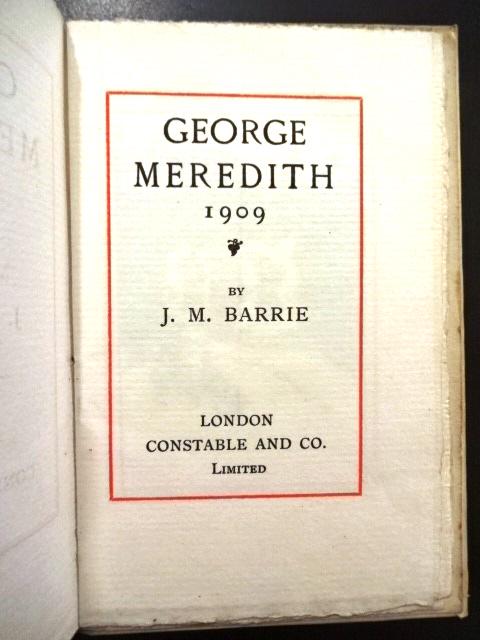 GEORGE
MEREDITH
1909
BY
J. M. BARRIE
LONDON
CONSTABLE AND CO.
LIMITED